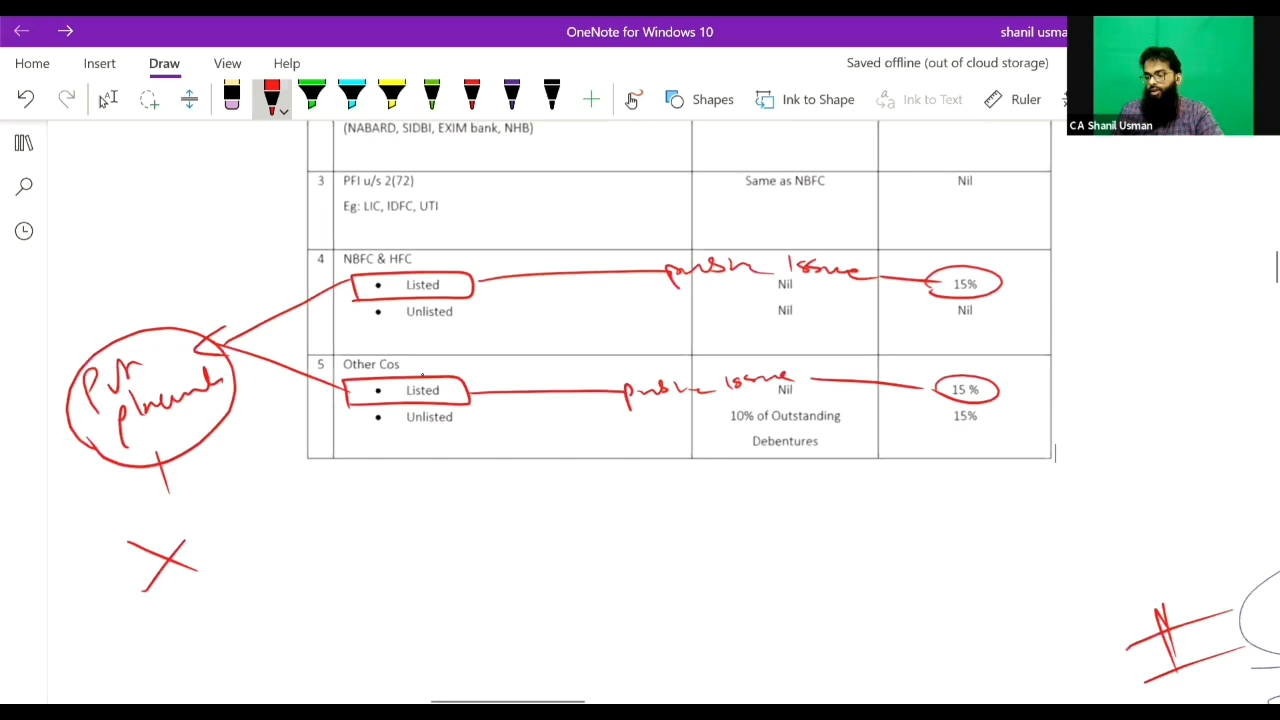 OneNote for Windows 10
shanil usma
Home Insert Draw View Help
Saved offline (out of cloud storage)
Shapes Ink to Shape Ink to Text Ruler
CA Shanil Usman
(NABARD, SIDBI, EXIM bank, NHB)
3 PFI u/s 2(72) Same as NBFC Nil
Eg: LIC, IDFC, UTI
4 NBFC & HFC
public Issue
• Listed Nil 15%
• Unlisted Nil Nil
5 Other Cos
public Issue
• Listed Nil 15 %
• Unlisted 10% of Outstanding 15%
Debentures
Pvt
placement